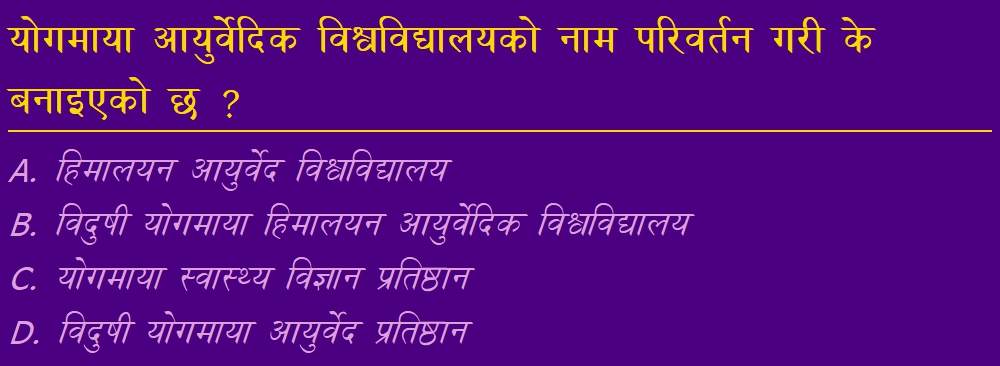 योगमाया आयुर्वेदिक विश्वविद्यालयको नाम परिवर्तन गरी के
बनाइएको छ ?
A. हिमालयन आयुर्वेद विश्वविद्यालय
B. विदुषी योगमाया हिमालयन आयुर्वेदिक विश्वविद्यालय
C. योगमाया स्वास्थ्य विज्ञान प्रतिष्ठान
D. विदुषी योगमाया आयुर्वेद प्रतिष्ठान